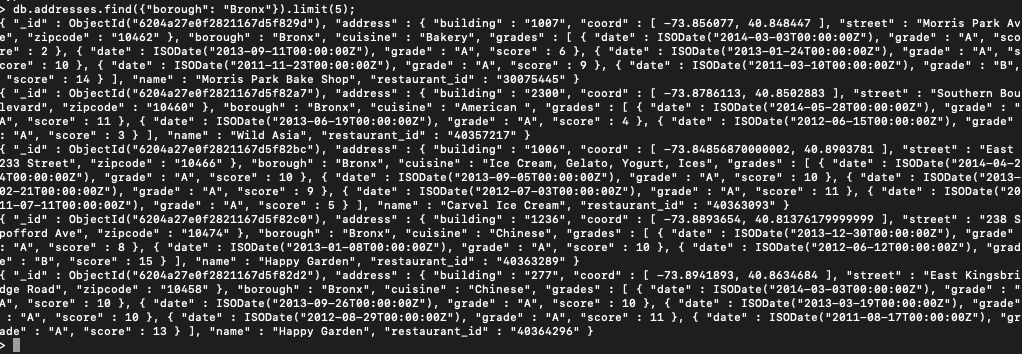 > db.addresses.find({"borough": "Bronx"}).limit(5);
{ "_id" : ObjectId("6204a27e0f2821167d5f829d"), "address" : { "building" : "1007", "coord" : [ -73.856077, 40.848447 ], "street" : "Morris Park Av
e", "zipcode" : "10462" }, "borough" : "Bronx", "cuisine" : "Bakery", "grades" : [ { "date" : ISODate("2014-03-03T00:00:00Z"), "grade" : "A", "sco
re" : 2 }, { "date" : ISODate("2013-09-11T00:00:00Z"), "grade" : "A", "score" : 6 }, { "date" : ISODate("2013-01-24T00:00:00Z"), "grade" : "A", "s
core" : 10 }, { "date" : ISODate("2011-11-23T00:00:00Z"), "grade" : "A", "score" : 9 }, { "date" : ISODate("2011-03-10T00:00:00Z"), "grade" : "B",
 "score" : 14 } ], "name" : "Morris Park Bake Shop", "restaurant_id" : "30075445" }
{ "_id" : ObjectId("6204a27e0f2821167d5f82a7"), "address" : { "building" : "2300", "coord" : [ -73.8786113, 40.8502883 ], "street" : "Southern Bou
levard", "zipcode" : "10460" }, "borough" : "Bronx", "cuisine" : "American ", "grades" : [ { "date" : ISODate("2014-05-28T00:00:00Z"), "grade" : "
A", "score" : 11 }, { "date" : ISODate("2013-06-19T00:00:00Z"), "grade" : "A", "score" : 4 }, { "date" : ISODate("2012-06-15T00:00:00Z"), "grade"
: "A", "score" : 3 } ], "name" : "Wild Asia", "restaurant_id" : "40357217" }
{ "_id" : ObjectId("6204a27e0f2821167d5f82bc"), "address" : { "building" : "1006", "coord" : [ -73.84856870000002, 40.8903781 ], "street" : "East
233 Street", "zipcode" : "10466" }, "borough" : "Bronx", "cuisine" : "Ice Cream, Gelato, Yogurt, Ices", "grades" : [ { "date" : ISODate("2014-04-2
4T00:00:00Z"), "grade" : "A", "score" : 10 }, { "date" : ISODate("2013-09-05T00:00:00Z"), "grade" : "A", "score" : 10 }, { "date" : ISODate("2013-
02-21T00:00:00Z"), "grade" : "A", "score" : 9 }, { "date" : ISODate("2012-07-03T00:00:00Z"), "grade" : "A", "score" : 11 }, { "date" : ISODate("20
11-07-11T00:00:00Z"), "grade" : "A", "score" : 5 } ], "name" : "Carvel Ice Cream", "restaurant_id" : "40363093" }
{ "_id" : ObjectId("6204a27e0f2821167d5f82c0"), "address" : { "building" : "1236", "coord" : [ -73.8893654, 40.81376179999999 ], "street" : "238 S
pofford Ave", "zipcode" : "10474" }, "borough" : "Bronx", "cuisine" : "Chinese", "grades" : [ { "date" : ISODate("2013-12-30T00:00:00Z"), "grade"
: "A", "score" : 8 }, { "date" : ISODate("2013-01-08T00:00:00Z"), "grade" : "A", "score" : 10 }, { "date" : ISODate("2012-06-12T00:00:00Z"), "grad
e" : "B", "score" : 15 } ], "name" : "Happy Garden", "restaurant_id" : "40363289" }
{ "_id" : ObjectId("6204a27e0f2821167d5f82d2"), "address" : { "building" : "277", "coord" : [ -73.8941893, 40.8634684 ], "street" : "East Kingsbri
dge Road", "zipcode" : "10458" }, "borough" : "Bronx", "cuisine" : "Chinese", "grades" : [ { "date" : ISODate("2014-03-03T00:00:00Z"), "grade" : "
A", "score" : 10 }, { "date" : ISODate("2013-09-26T00:00:00Z"), "grade" : "A", "score" : 10 }, { "date" : ISODate("2013-03-19T00:00:00Z"), "grade"
 : "A", "score" : 10 }, { "date" : ISODate("2012-08-29T00:00:00Z"), "grade" : "A", "score" : 11 }, { "date" : ISODate("2011-08-17T00:00:00Z"), "gr
ade" : "A", "score" : 13 } ], "name" : "Happy Garden", "restaurant_id" : "40364296" }
>